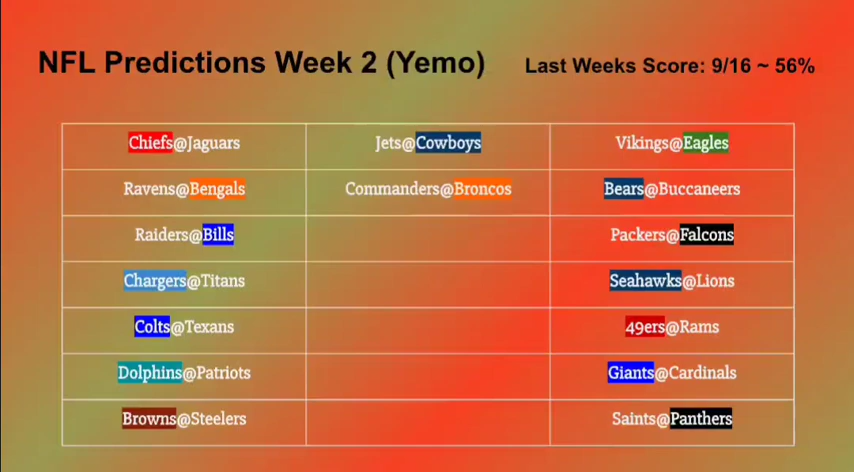 NFL Predictions Week 2 (Yemo) Last Weeks Score: 9/16 ~ 56%
Chiefs@Jaguars Jets@Cowboys Vikings@Eagles
Ravens@Bengals Commanders@Broncos Bears@Buccaneers
Raiders@Bills Packers@Falcons
Chargers@Titans Seahawks@Lions
Colts@Texans 49ers@Rams
Dolphins@Patriots Giants@Cardinals
Browns@Steelers Saints@Panthers